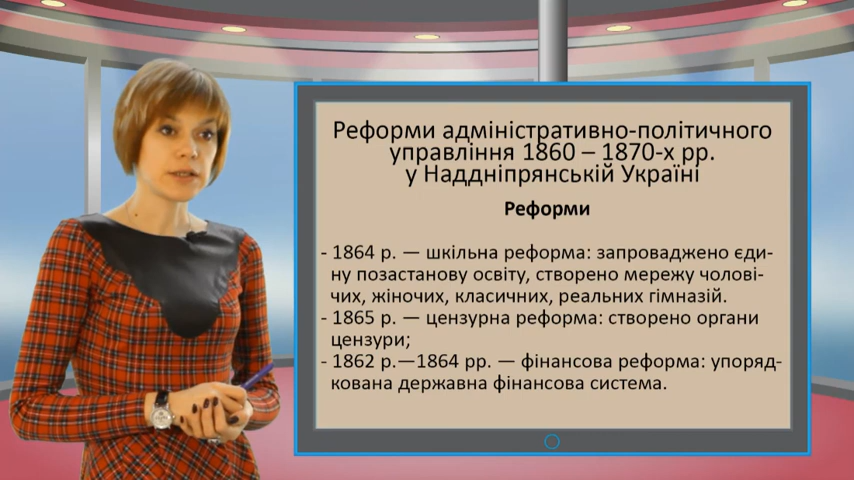 Реформи адміністративно-політичного
управління 1860 – 1870-х рр.
у Наддніпрянській Україні
Реформи
- 1864 р. — шкільна реформа: запроваджено єди-
ну позастанову освіту, створено мережу чолові-
чих, жіночих, класичних, реальних гімназій.
- 1865 р. — цензурна реформа: створено органи
цензури;
- 1862 р.—1864 рр. — фінансова реформа: упоряд-
кована державна фінансова система.